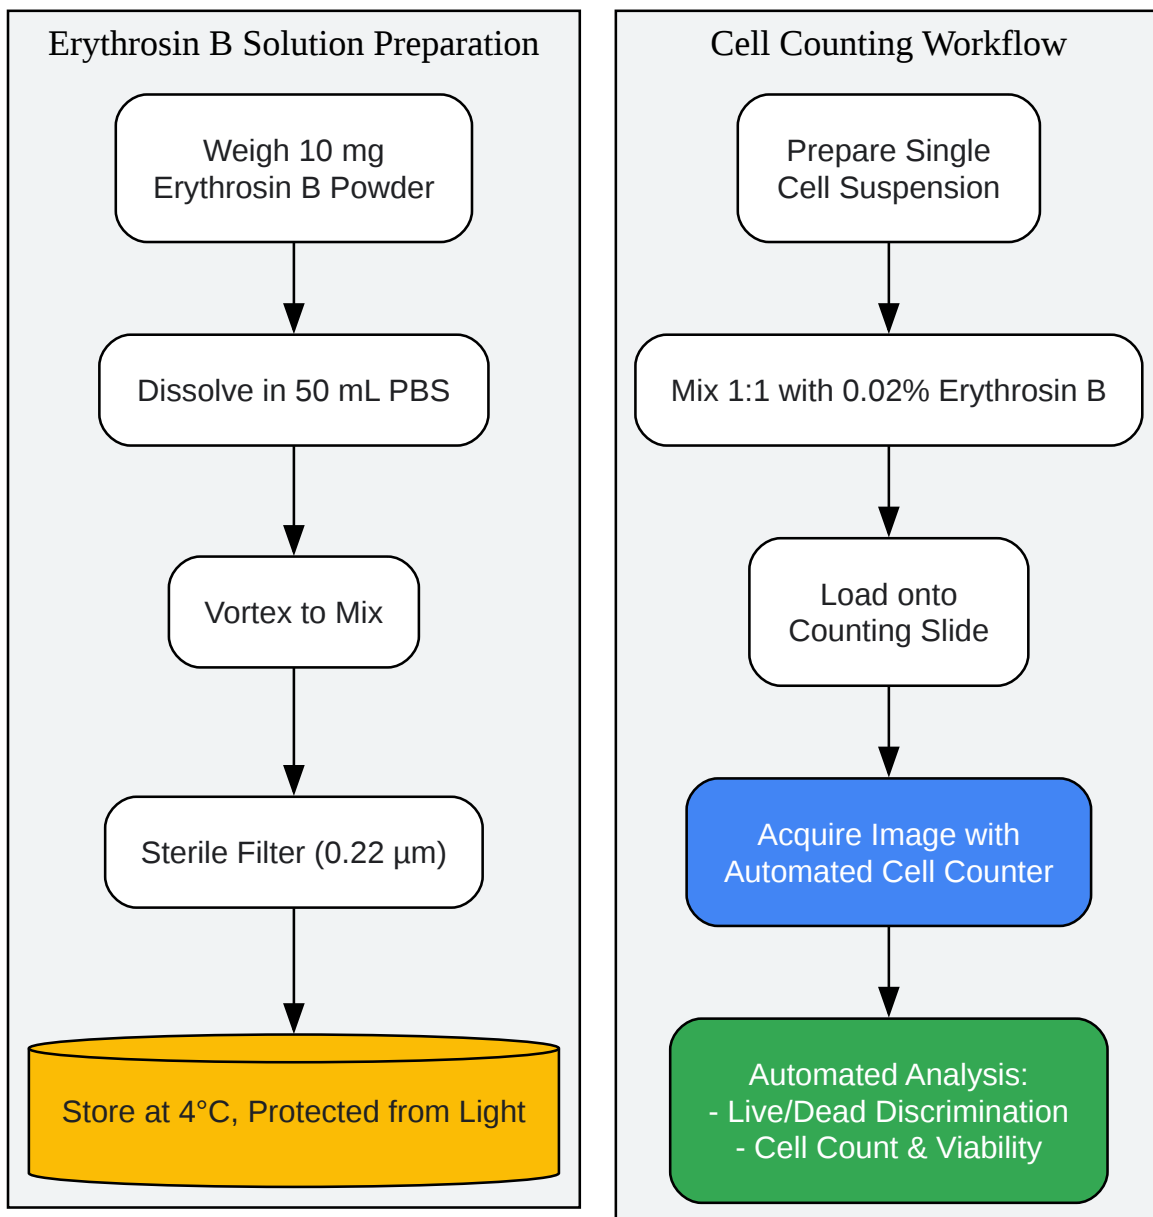 Erythrosin B Solution Preparation
Weigh 10 mg
Erythrosin B Powder
Dissolve in 50 mL PBS
Vortex to Mix
Sterile Filter (0.22 µm)
Store at 4°C, Protected from Light
Cell Counting Workflow
Prepare Single
Cell Suspension
Mix 1:1 with 0.02% Erythrosin B
Load onto
Counting Slide
Acquire Image with
Automated Cell Counter
Automated Analysis:
- Live/Dead Discrimination
- Cell Count & Viability